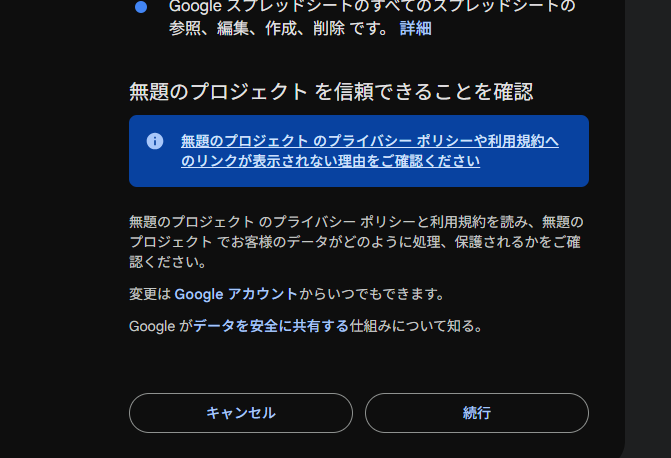 Google スプレッドシートのすべてのスプレッドシートの
参照、編集、作成、削除 です。 詳細
無題のプロジェクト を信頼できることを確認
無題のプロジェクト のプライバシー ポリシーや利用規約へ
のリンクが表示されない理由をご確認ください
無題のプロジェクト のプライバシー ポリシーと利用規約を読み、無題の
プロジェクト でお客様のデータがどのように処理、保護されるかをご確
認ください。
変更は Google アカウントからいつでもできます。
Google がデータを安全に共有する仕組みについて知る。
キャンセル
続行